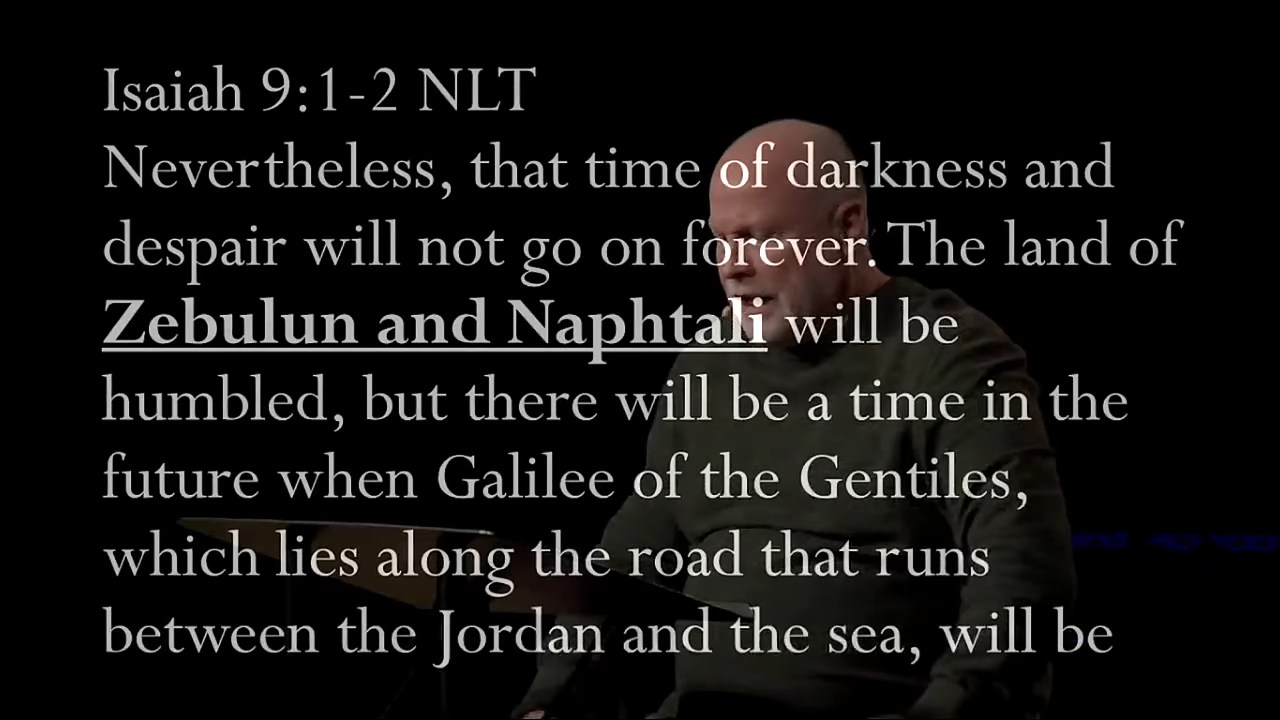 Isaiah 9:1-2 NLT
Nevertheless, that time of darkness and
despair will not go on forever. The land of
Zebulun and Naphtali will be
humbled, but there will be a time in the
future when Galilee of the Gentiles,
which lies along the road that runs
between the Jordan and the sea, will be